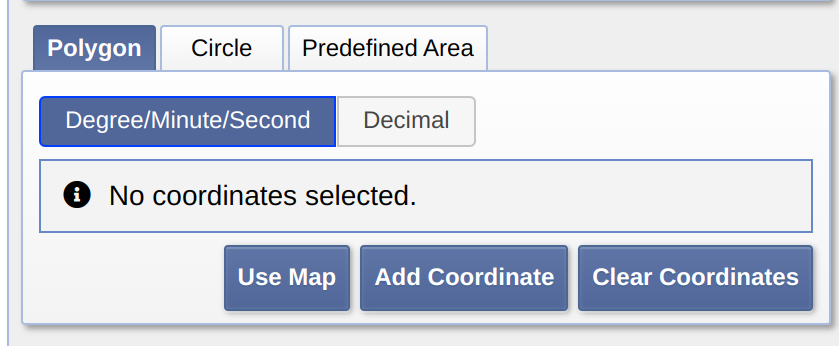 Polygon Circle Predefined Area
Degree/Minute/Second Decimal
No coordinates selected.
Use Map Add Coordinate Clear Coordinates